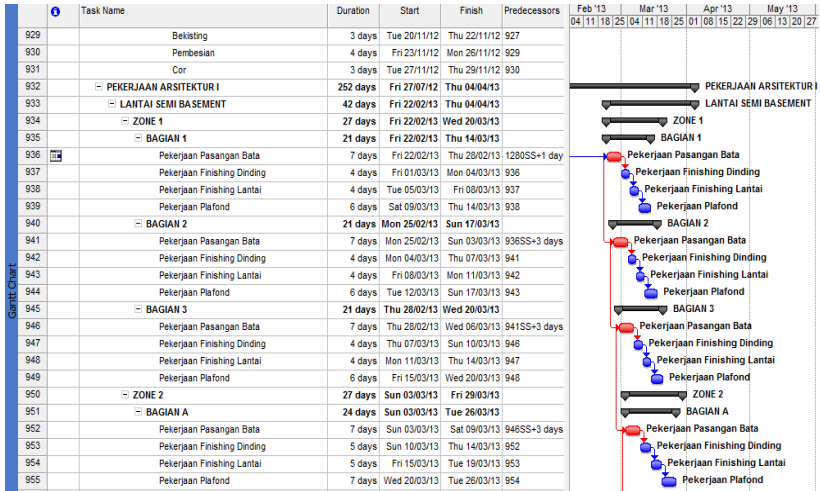 Task Name Duration Start Finish Predecessors Feb '13 Mar '13 Apr '13 May '13
04 11 18 25 04 11 18 25 01 08 15 22 29 06 13 20 27
929 Bekisting 3 days Tue 20/11/12 Thu 22/11/12 927
930 Pembesian 4 days Fri 23/11/12 Mon 26/11/12 929
931 Cor 3 days Tue 27/11/12 Thu 29/11/12 930
932 PEKERJAAN ARSITEKTUR I 252 days Fri 27/07/12 Thu 04/04/13 PEKERJAAN ARSITEKTUR I
933 LANTAI SEMI BASEMENT 42 days Fri 22/02/13 Thu 04/04/13 LANTAI SEMI BASEMENT
934 ZONE 1 27 days Fri 22/02/13 Wed 20/03/13 ZONE 1
935 BAGIAN 1 21 days Fri 22/02/13 Thu 14/03/13 BAGIAN 1
936 Pekerjaan Pasangan Bata 7 days Fri 22/02/13 Thu 28/02/13 1280SS+1 day Pekerjaan Pasangan Bata
937 Pekerjaan Finishing Dinding 4 days Fri 01/03/13 Mon 04/03/13 936 Pekerjaan Finishing Dinding
938 Pekerjaan Finishing Lantai 4 days Tue 05/03/13 Fri 08/03/13 937 Pekerjaan Finishing Lantai
939 Pekerjaan Plafond 6 days Sat 09/03/13 Thu 14/03/13 938 Pekerjaan Plafond
940 BAGIAN 2 21 days Mon 25/02/13 Sun 17/03/13 BAGIAN 2
941 Pekerjaan Pasangan Bata 7 days Mon 25/02/13 Sun 03/03/13 936SS+3 days Pekerjaan Pasangan Bata
942 Pekerjaan Finishing Dinding 4 days Mon 04/03/13 Thu 07/03/13 941 Pekerjaan Finishing Dinding
943 Pekerjaan Finishing Lantai 4 days Fri 08/03/13 Mon 11/03/13 942 Pekerjaan Finishing Lantai
944 Pekerjaan Plafond 6 days Tue 12/03/13 Sun 17/03/13 943 Pekerjaan Plafond
945 BAGIAN 3 21 days Thu 28/02/13 Wed 20/03/13 BAGIAN 3
946 Pekerjaan Pasangan Bata 7 days Thu 28/02/13 Wed 06/03/13 941SS+3 days Pekerjaan Pasangan Bata
947 Pekerjaan Finishing Dinding 4 days Thu 07/03/13 Sun 10/03/13 946 Pekerjaan Finishing Dinding
948 Pekerjaan Finishing Lantai 4 days Mon 11/03/13 Thu 14/03/13 947 Pekerjaan Finishing Lantai
949 Pekerjaan Plafond 6 days Fri 15/03/13 Wed 20/03/13 948 Pekerjaan Plafond
950 ZONE 2 27 days Sun 03/03/13 Fri 29/03/13 ZONE 2
951 BAGIAN A 24 days Sun 03/03/13 Tue 26/03/13 BAGIAN A
952 Pekerjaan Pasangan Bata 7 days Sun 03/03/13 Sat 09/03/13 946SS+3 days Pekerjaan Pasangan Bata
953 Pekerjaan Finishing Dinding 5 days Sun 10/03/13 Thu 14/03/13 952 Pekerjaan Finishing Dinding
954 Pekerjaan Finishing Lantai 5 days Fri 15/03/13 Tue 19/03/13 953 Pekerjaan Finishing Lantai
955 Pekerjaan Plafond 7 days Wed 20/03/13 Tue 26/03/13 954 Pekerjaan Plafond
Gantt Chart